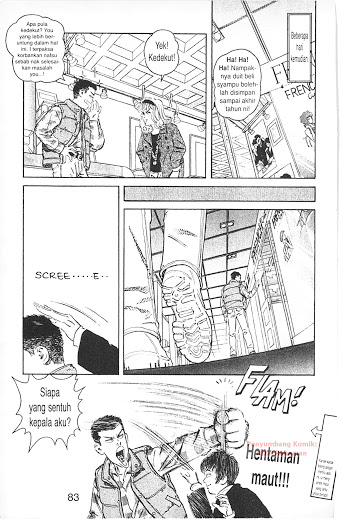 Beberapa
hari
kemudian...
Ha! Ha!
Ha! Nampak-
nya duit beli
syampu boleh-
lah disimpan
sampai akhir
tahun ni!
FRENC
Yek!
Kedekut!
Apa pula
kedekut? You
yang lebih ber-
untung dalam hal
ini. I terpaksa
korbankan nafsu
sebab nak selesai-
kan masalah
you...!
SCREE·····E··
FLAM!
Siapa
yang sentuh
kepala aku?
Hentaman
maut!!!
83